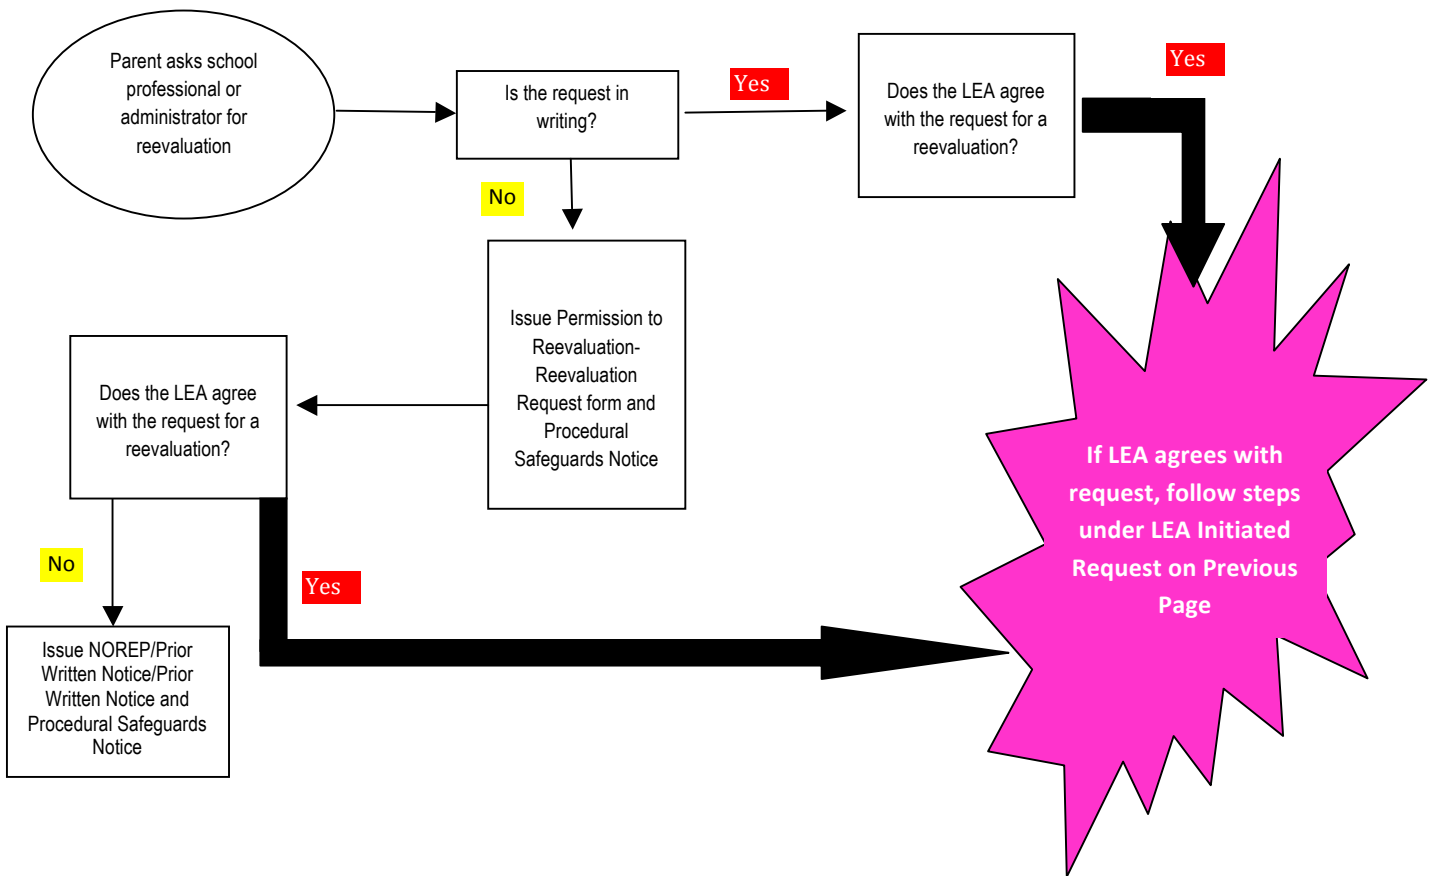 Parent asks school
professional or
administrator for
reevaluation
Is the request in
writing?
Yes
Does the LEA agree
with the request for a
reevaluation?
Yes
No
Issue Permission to
Reevaluation-
Reevaluation
Request form and
Procedural
Safeguards Notice
Does the LEA agree
with the request for a
reevaluation?
No
Yes
Issue NOREP/Prior
Written Notice/Prior
Written Notice and
Procedural Safeguards
Notice
If LEA agrees with
request, follow steps
under LEA Initiated
Request on Previous
Page